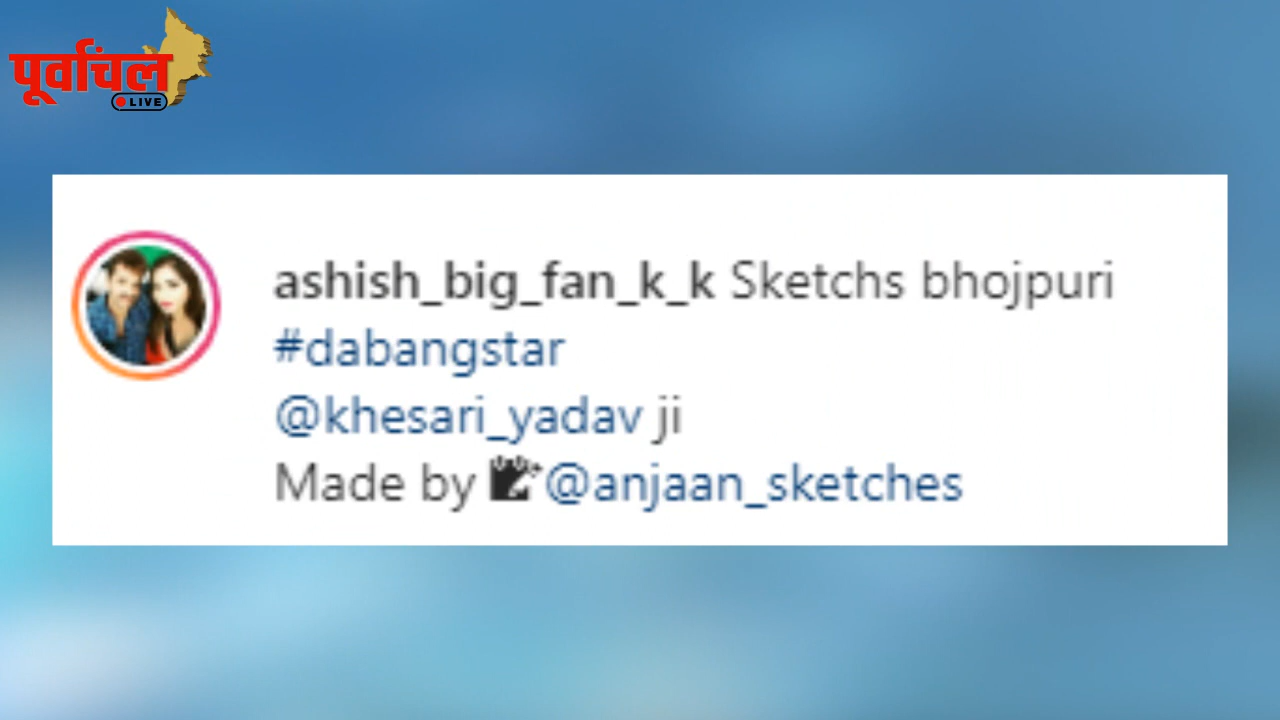 पूर्वांचल
LIVE
ashish_big_fan_k_k Sketchs bhojpuri
#dabangstar
@khesari_yadav ji
Made by @anjaan_sketches